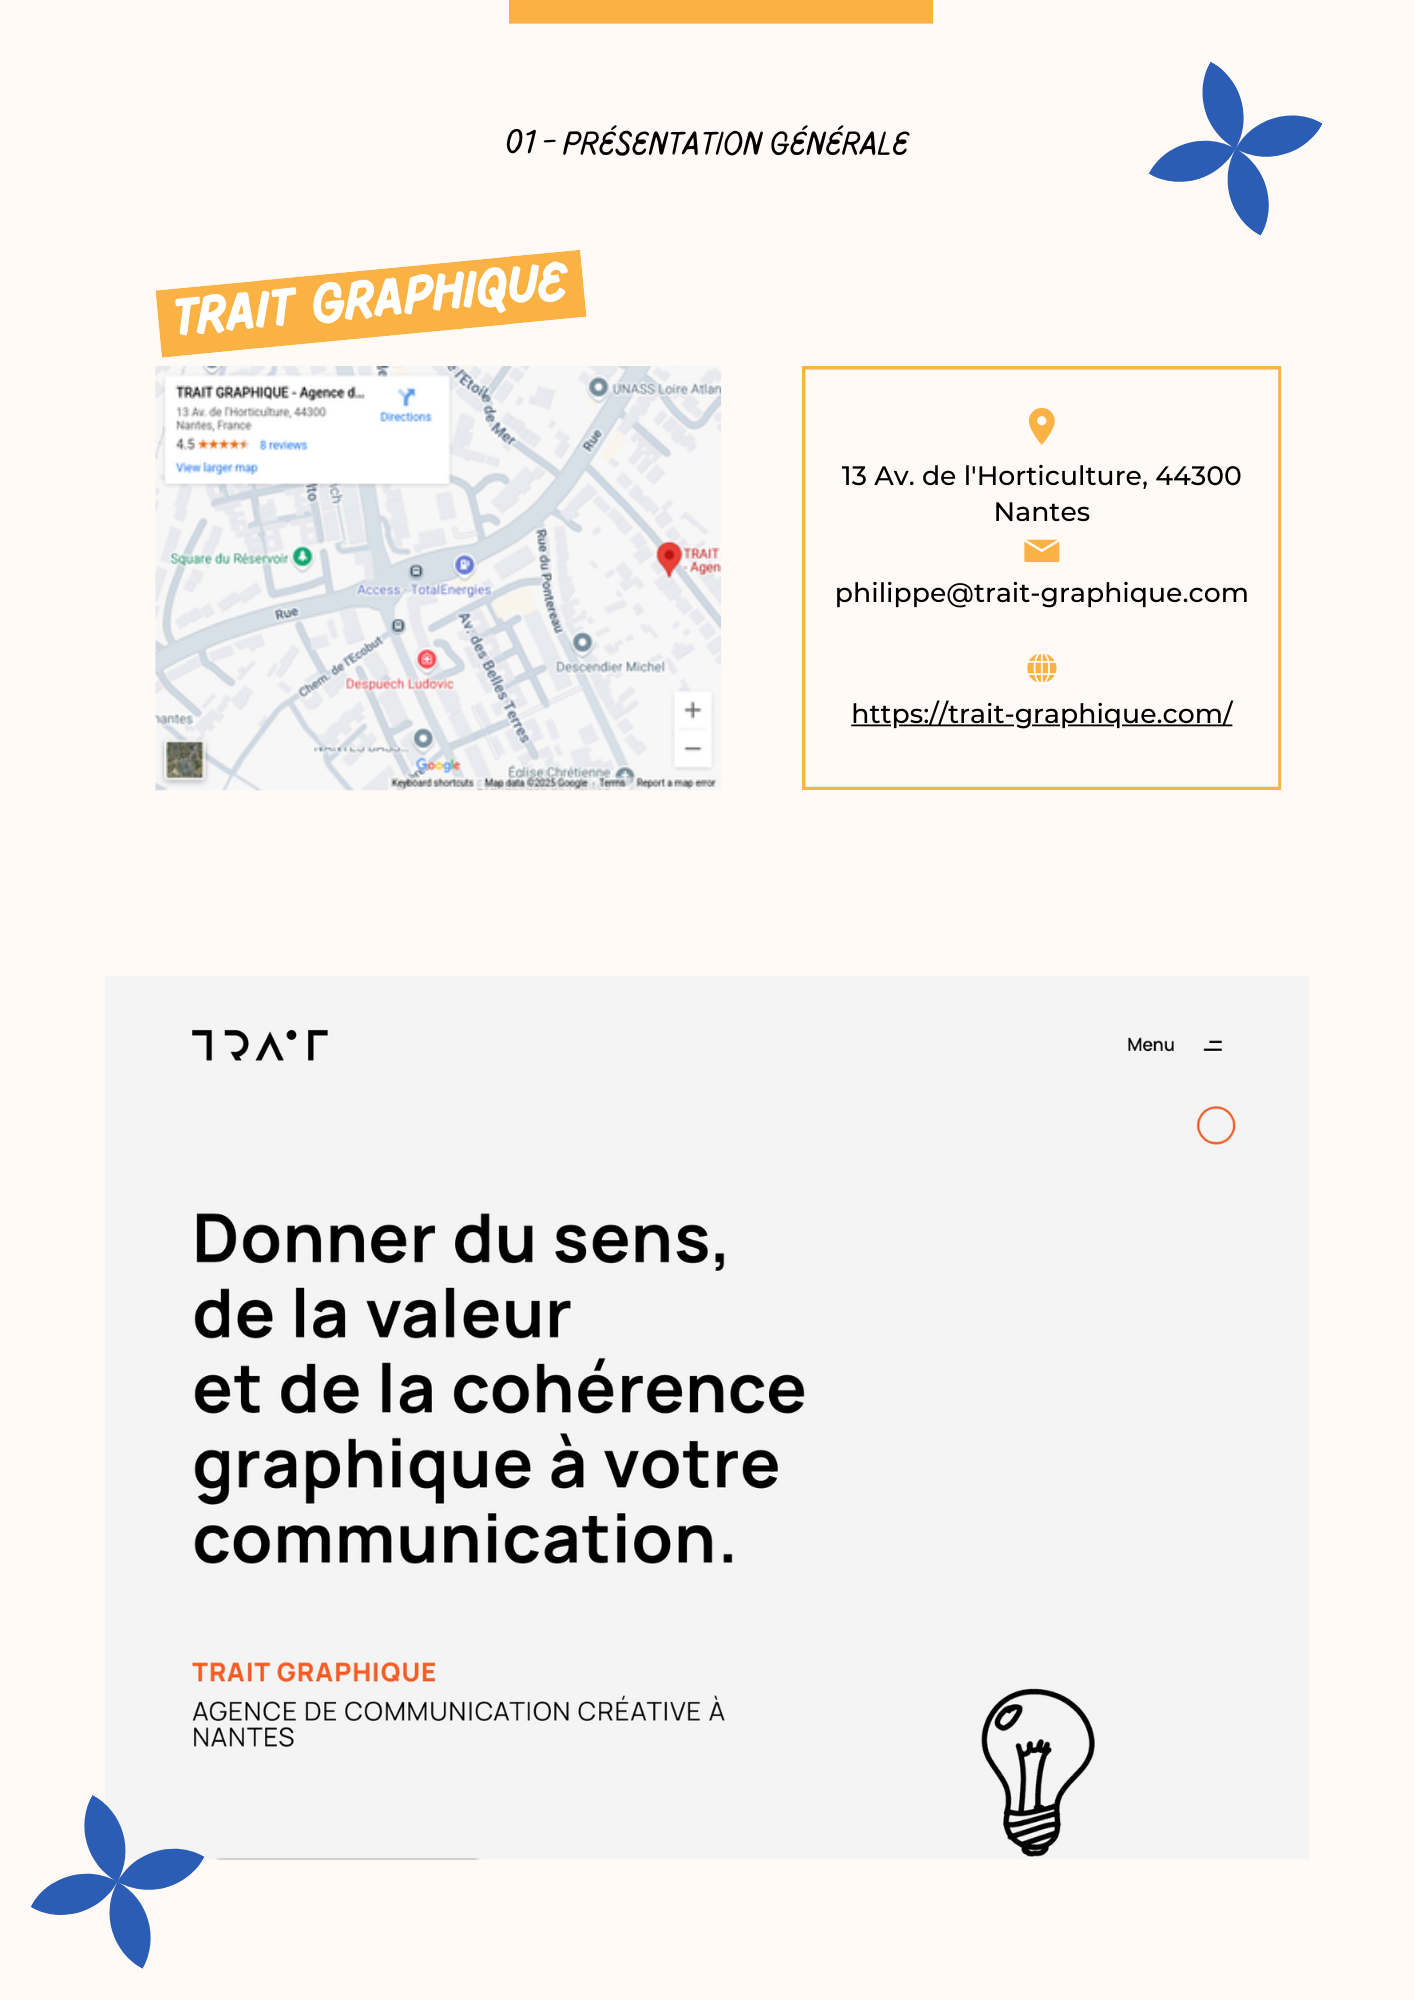 01 - PRÉSENTATION GÉNÉRALE
TRAIT GRAPHIQUE
TRAIT GRAPHIQUE - Agence d...
13 Av. de l'Horticulture, 44300
Nantes, France
Directions
4.5
8 reviews
View larger map
l'Étoile de Mer
UNASS Loire Atlan
Rue
Square du Réservoir
Access - TotalEnergies
Rue du Pontereau
TRAIT
- Agen
Rue
Chem. de l'Ecobut
Av. des Belles Terres
Descendier Michel
Despuech Ludovic
nantes
Google
Église Chrétienne
Keyboard shortcuts
Map data ©2025 Google
Terms
Report a map error
13 Av. de l'Horticulture, 44300
Nantes
philippe@trait-graphique.com
https://trait-graphique.com/
TRAIT
Menu
Donner du sens,
de la valeur
et de la cohérence
graphique à votre
communication.
TRAIT GRAPHIQUE
AGENCE DE COMMUNICATION CRÉATIVE À
NANTES